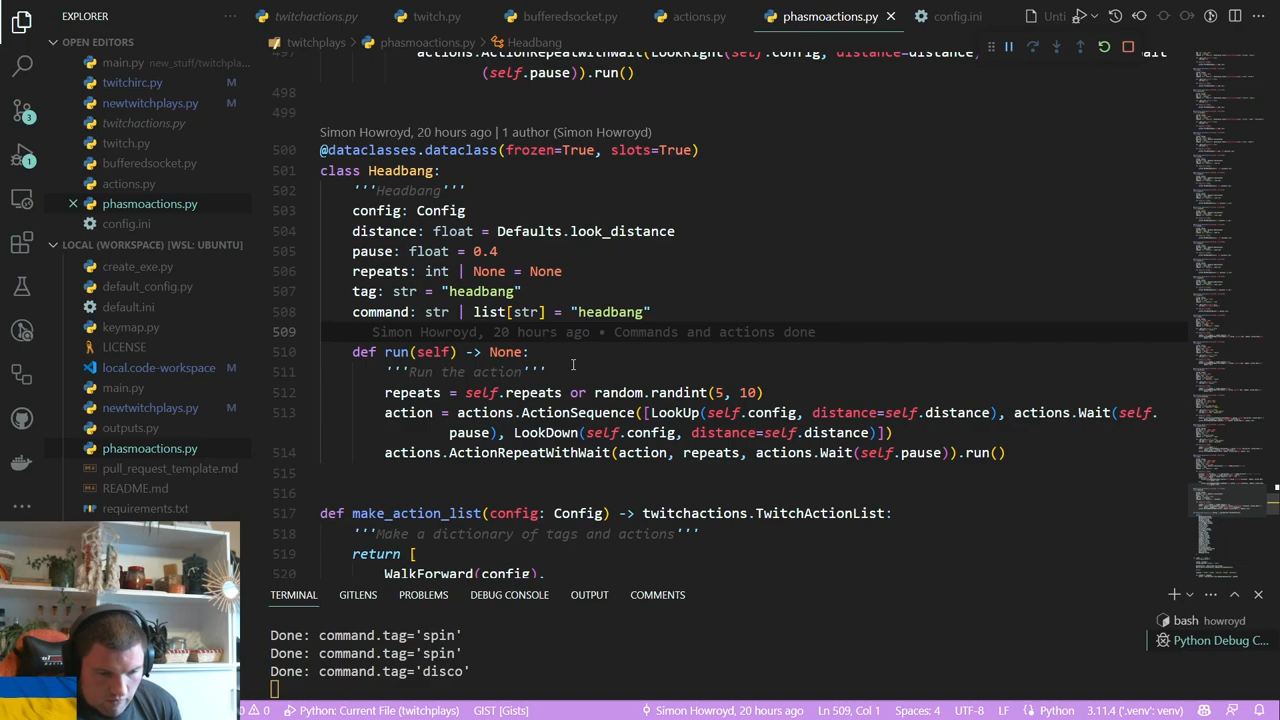 EXPLORER
twitchactions.py
twitch.py
bufferedsocket.py
actions.py
phasmoactions.py
config.ini
Unti
OPEN EDITORS
main.py new_stuff/twitchpla...
twitchirc.py
newtwitchplays.py M
twitchactions.py
twitch.py
bufferedsocket.py
actions.py
phasmoactions.py
config.ini
LOCAL (WORKSPACE) [WSL: UBUNTU]
create_exe.py
default_config.py
default.ini
keymap.py
LICENSE
local.code-workspace
main.py
newtwitchplays.py M
outputs.py
phasmoactions.py
pull_request_template.md
README.md
requirements.txt
3
1
twitchplays > phasmoactions.py > Headbang
(self.pause)).run()
498
499
Simon Howroyd, 20 hours ago | 1 author (Simon Howroyd)
500 @dataclasses.dataclass(frozen=True, slots=True)
501 class Headbang:
502 '''Headbang'''
503 config: Config
504
505 pause: float = 0.4
506 repeats: int | None = None
507 tag: str = "headbang"
508 command: str | list[str] = "headbang"
509 Simon Howroyd, 20 hours ago • Commands and actions done
510 def run(self) -> None:
511 '''Run the action'''
512 repeats = self.repeats or random.randint(5, 10)
513 action = actions.ActionSequence([LookUp(self.config, distance=self.distance), actions.Wait(self.
pause), LookDown(self.config, distance=self.distance)])
514 actions.ActionRepeatWithWait(action, repeats, actions.Wait(self.pause)).run()
515
516
517 def make_action_list(config: Config) -> twitchactions.TwitchActionList:
518 '''Make a dictionary of tags and actions'''
519 return [
520 WalkForward(config),
TERMINAL
GITLENS
PROBLEMS
DEBUG CONSOLE
OUTPUT
COMMENTS
Done: command.tag='spin'
Done: command.tag='spin'
Done: command.tag='disco'
bash howroyd
Python Debug C...
0
Python: Current File (twitchplays)
GIST [Gists]
Simon Howroyd, 20 hours ago
Ln 509, Col 1
Spaces: 4
UTF-8
LF
Python
3.11.4 ('.venv': venv)